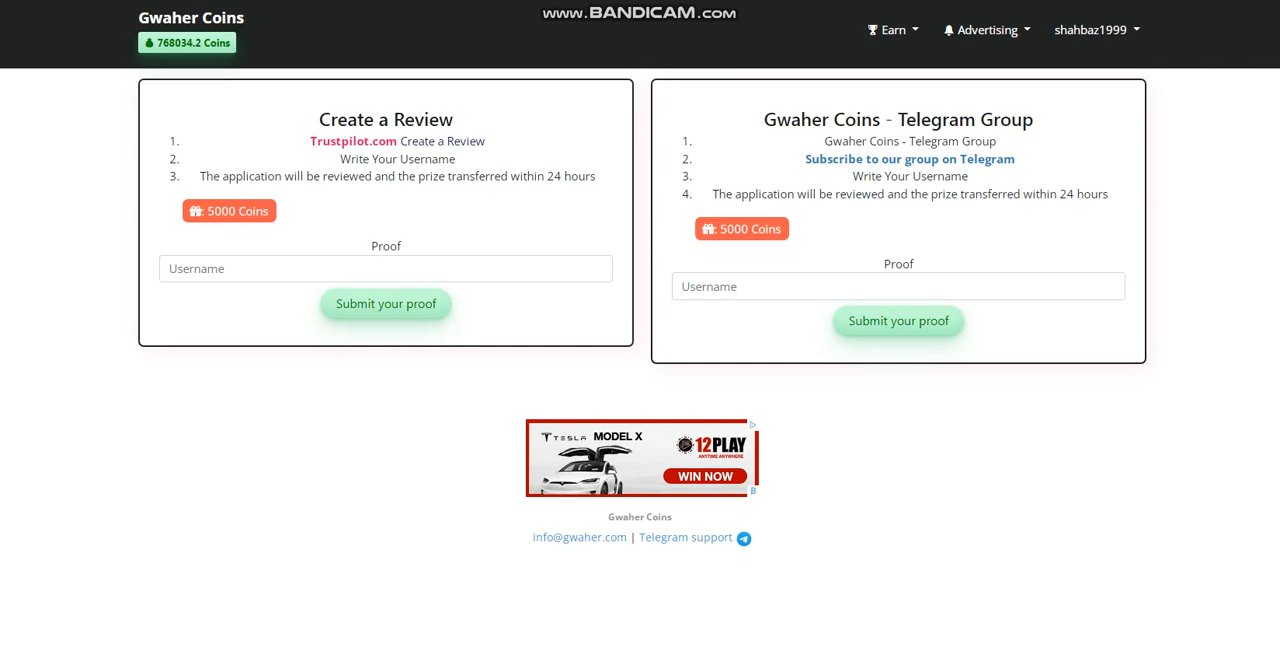 www.BANDICAM.com
Gwaher Coins
768034.2 Coins
Earn
Advertising
shahbaz1999
Create a Review
1. Trustpilot.com Create a Review
2. Write Your Username
3. The application will be reviewed and the prize transferred within 24 hours
: 5000 Coins
Proof
Username
Submit your proof
Gwaher Coins - Telegram Group
1. Gwaher Coins - Telegram Group
2. Subscribe to our group on Telegram
3. Write Your Username
4. The application will be reviewed and the prize transferred within 24 hours
: 5000 Coins
Proof
Username
Submit your proof
TESLA MODEL X
12PLAY
ANYTIME ANYWHERE
WIN NOW
B
Gwaher Coins
info@gwaher.com | Telegram support